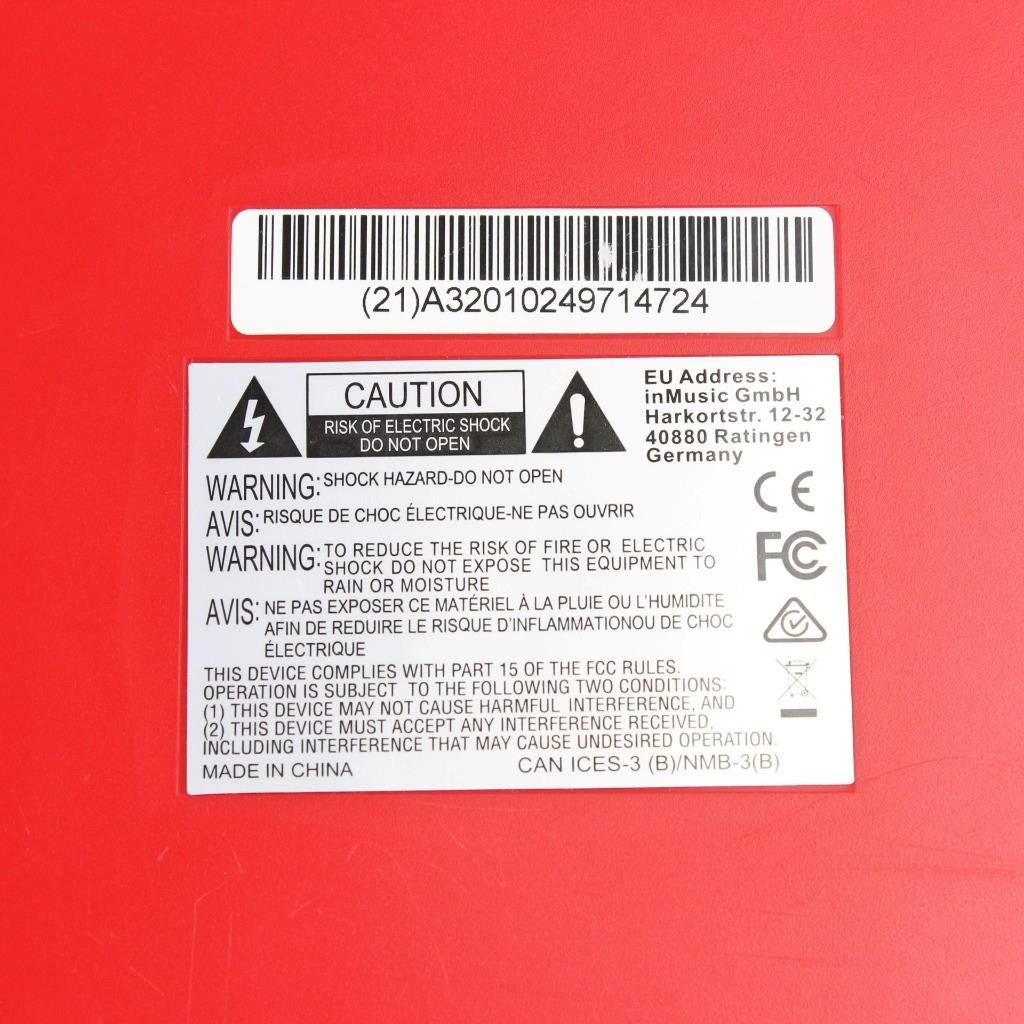 (21)A32010249714724
CAUTION
RISK OF ELECTRIC SHOCK
DO NOT OPEN
EU Address:
inMusic GmbH
Harkortstr. 12-32
40880 Ratingen
Germany
WARNING: SHOCK HAZARD-DO NOT OPEN
AVIS: RISQUE DE CHOC ÉLECTRIQUE-NE PAS OUVRIR
WARNING: TO REDUCE THE RISK OF FIRE OR ELECTRIC
SHOCK DO NOT EXPOSE THIS EQUIPMENT TO
RAIN OR MOISTURE
AVIS: NE PAS EXPOSER CE MATÉRIEL À LA PLUIE OU L'HUMIDITE
AFIN DE REDUIRE LE RISQUE D'INFLAMMATIONOU DE CHOC
ÉLECTRIQUE
CE
FC
THIS DEVICE COMPLIES WITH PART 15 OF THE FCC RULES.
OPERATION IS SUBJECT TO THE FOLLOWING TWO CONDITIONS:
(1) THIS DEVICE MAY NOT CAUSE HARMFUL INTERFERENCE, AND
(2) THIS DEVICE MUST ACCEPT ANY INTERFERENCE RECEIVED,
INCLUDING INTERFERENCE THAT MAY CAUSE UNDESIRED OPERATION.
MADE IN CHINA
CAN ICES-3 (B)/NMB-3(B)